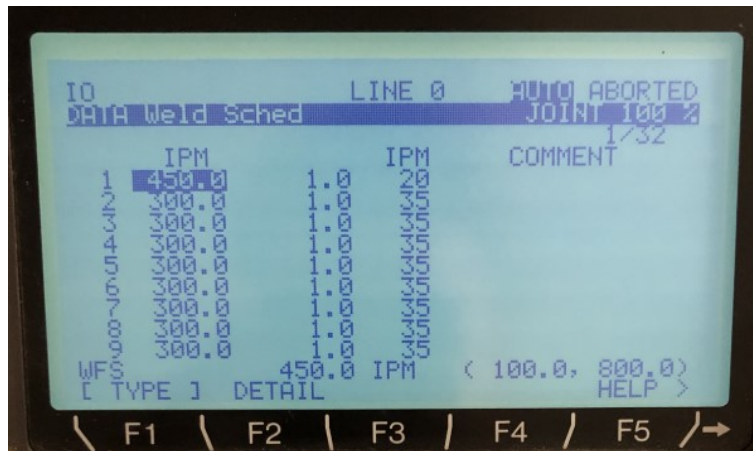 IO LINE 0 AUTO ABORTED
DATA Weld Sched JOINT 100 %
1/32
IPM IPM COMMENT
1 450.0 1.0 20
2 300.0 1.0 35
3 300.0 1.0 35
4 300.0 1.0 35
5 300.0 1.0 35
6 300.0 1.0 35
7 300.0 1.0 35
8 300.0 1.0 35
9 300.0 1.0 35
WFS 450.0 IPM ( 100.0, 800.0)
[ TYPE ] DETAIL HELP >
F1 F2 F3 F4 F5 →